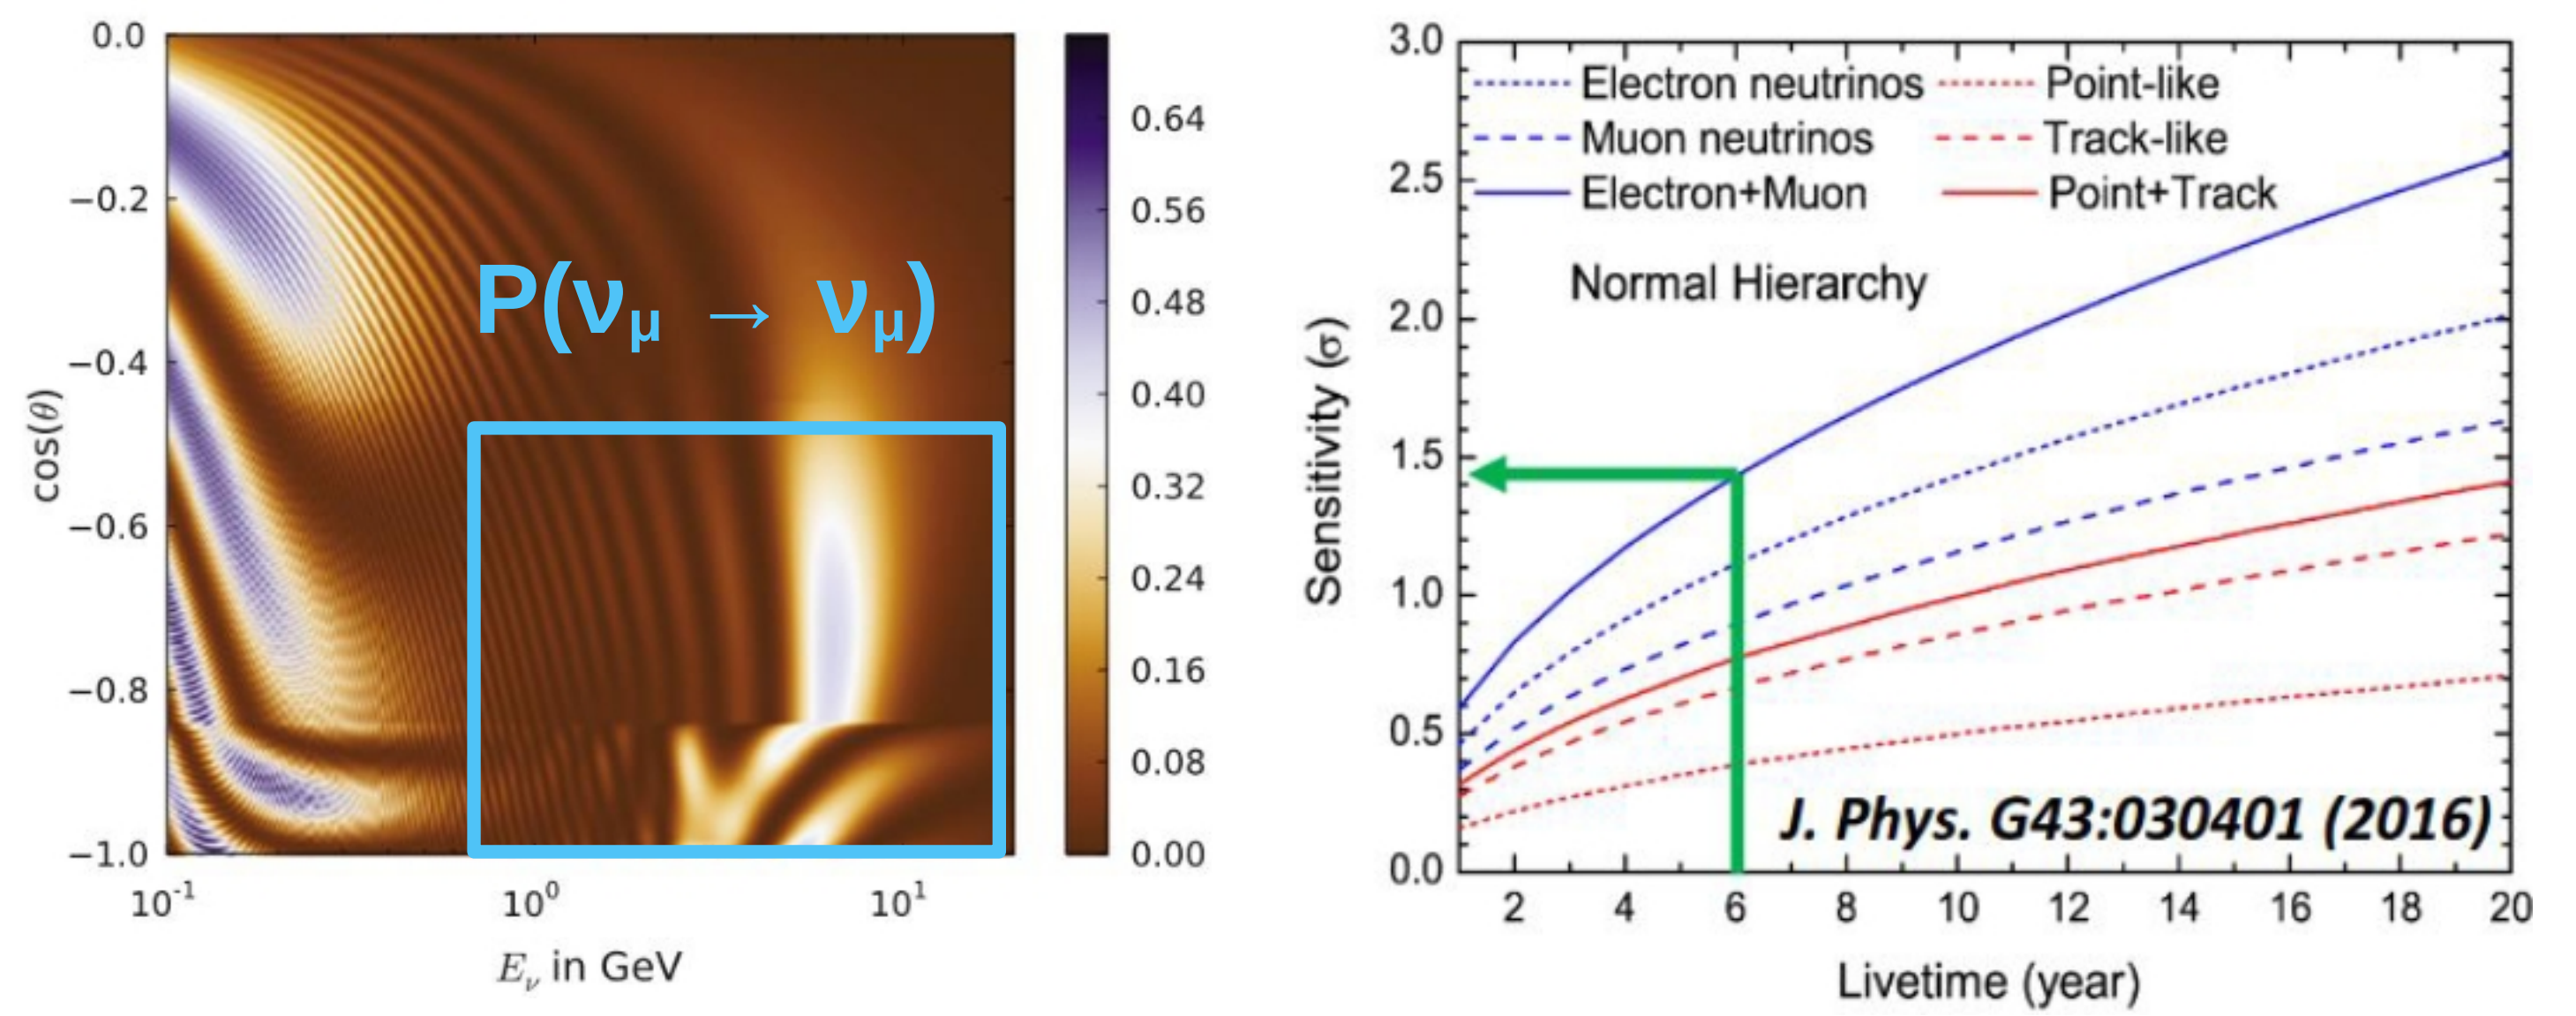 0.0
−0.2
−0.4
−0.6
−0.8
−1.0
cos(θ)
10⁻¹
10⁰
10¹
E_ν in GeV
P(ν_μ → ν_μ)
0.64
0.56
0.48
0.40
0.32
0.24
0.16
0.08
0.00
3.0
2.5
2.0
1.5
1.0
0.5
0.0
Sensitivity (σ)
Electron neutrinos
Point-like
Muon neutrinos
Track-like
Electron+Muon
Point+Track
Normal Hierarchy
J. Phys. G43:030401 (2016)
2 4 6 8 10 12 14 16 18 20
Livetime (year)